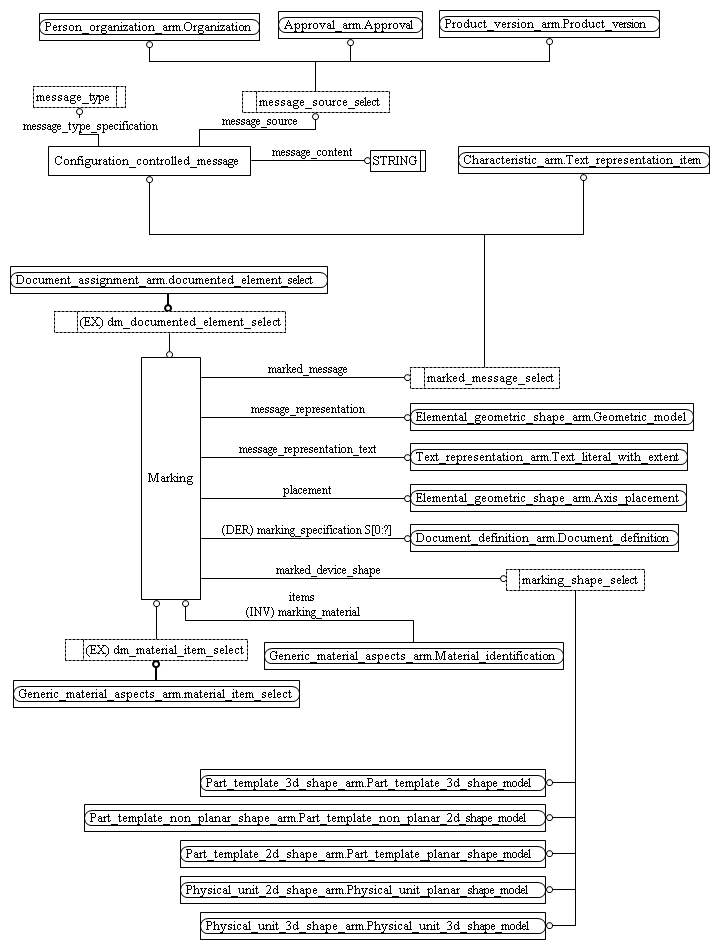 Person_organization_arm.Organization
Approval_arm.Approval
Product_version_arm.Product_version
message_type
message_source_select
message_type_specification
message_source
Configuration_controlled_message
message_content
STRING
Characteristic_arm.Text_representation_item
Document_assignment_arm.documented_element_select
(EX) dm_documented_element_select
marked_message
marked_message_select
message_representation
Elemental_geometric_shape_arm.Geometric_model
message_representation_text
Text_representation_arm.Text_literal_with_extent
Marking
placement
Elemental_geometric_shape_arm.Axis_placement
(DER) marking_specification S[0:?]
Document_definition_arm.Document_definition
marked_device_shape
marking_shape_select
items
(INV) marking_material
(EX) dm_material_item_select
Generic_material_aspects_arm.Material_identification
Generic_material_aspects_arm.material_item_select
Part_template_3d_shape_arm.Part_template_3d_shape_model
Part_template_non_planar_shape_arm.Part_template_non_planar_2d_shape_model
Part_template_2d_shape_arm.Part_template_planar_shape_model
Physical_unit_2d_shape_arm.Physical_unit_planar_shape_model
Physical_unit_3d_shape_arm.Physical_unit_3d_shape_model